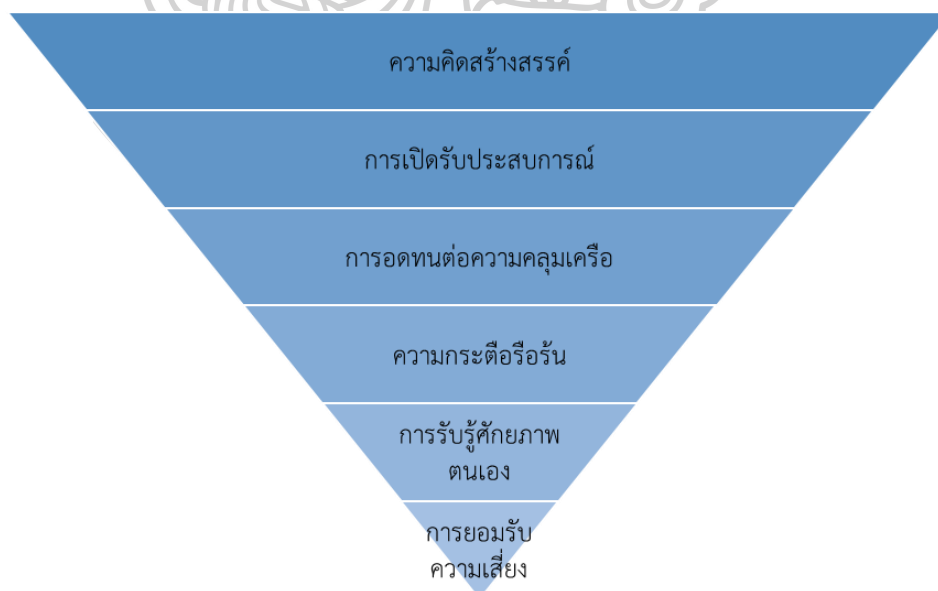 ความคิดสร้างสรรค์
การเปิดรับประสบการณ์
การอดทนต่อความคลุมเครือ
ความกระตือรือร้น
การรับรู้ศักยภาพ
ตนเอง
การยอมรับ
ความเสี่ยง